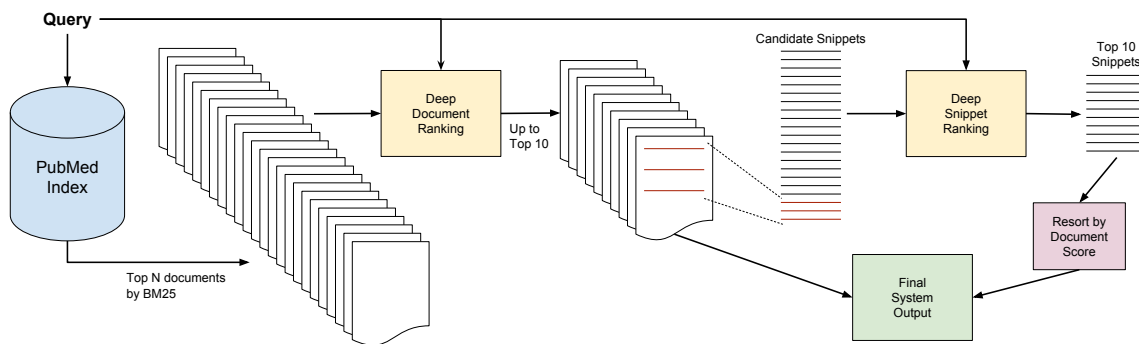 Query
PubMed
Index
Top N documents
by BM25
Deep
Document
Ranking
Up to
Top 10
Candidate Snippets
Deep
Snippet
Ranking
Top 10
Snippets
Resort by
Document
Score
Final
System
Output